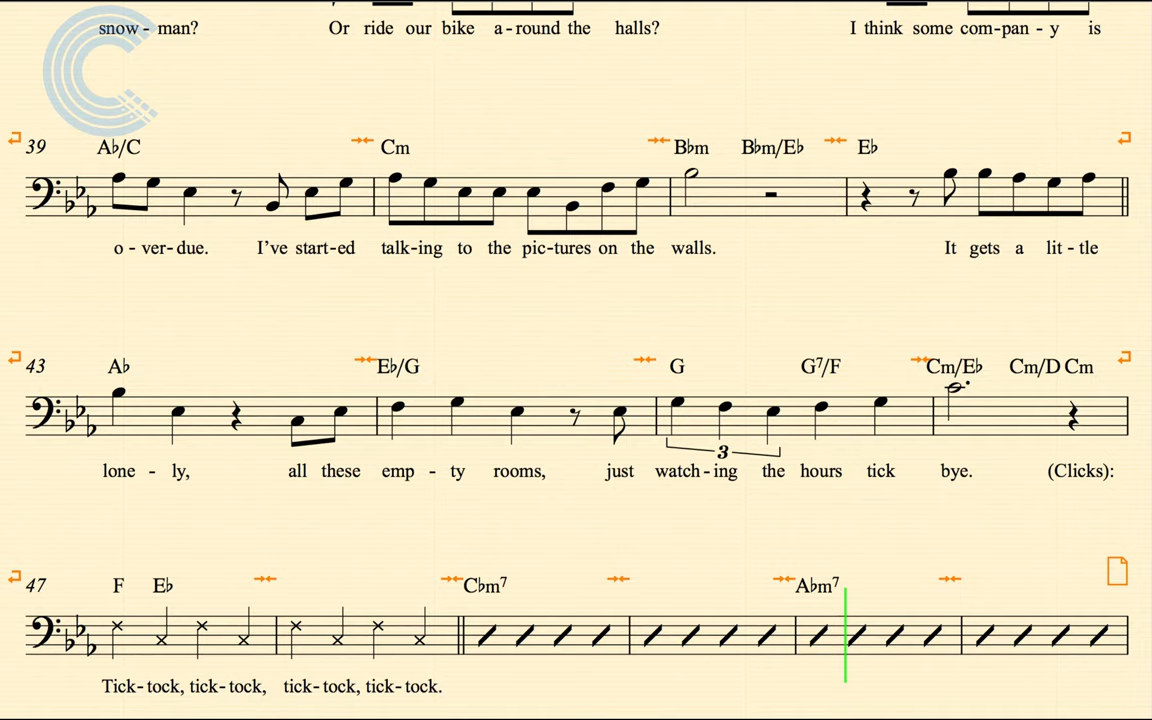 snow - man? Or ride our bike a - round the halls? I think some com - pan - y is
39 A♭/C Cm B♭m B♭m/E♭ E♭
o - ver - due. I've start - ed talk - ing to the pic - tures on the walls. It gets a lit - tle
43 A♭ E♭/G G G7/F Cm/E♭ Cm/D Cm
3
lone - ly, all these emp - ty rooms, just watch - ing the hours tick bye. (Clicks):
47 F E♭ C♭m7 A♭m7
Tick - tock, tick - tock, tick - tock, tick - tock.